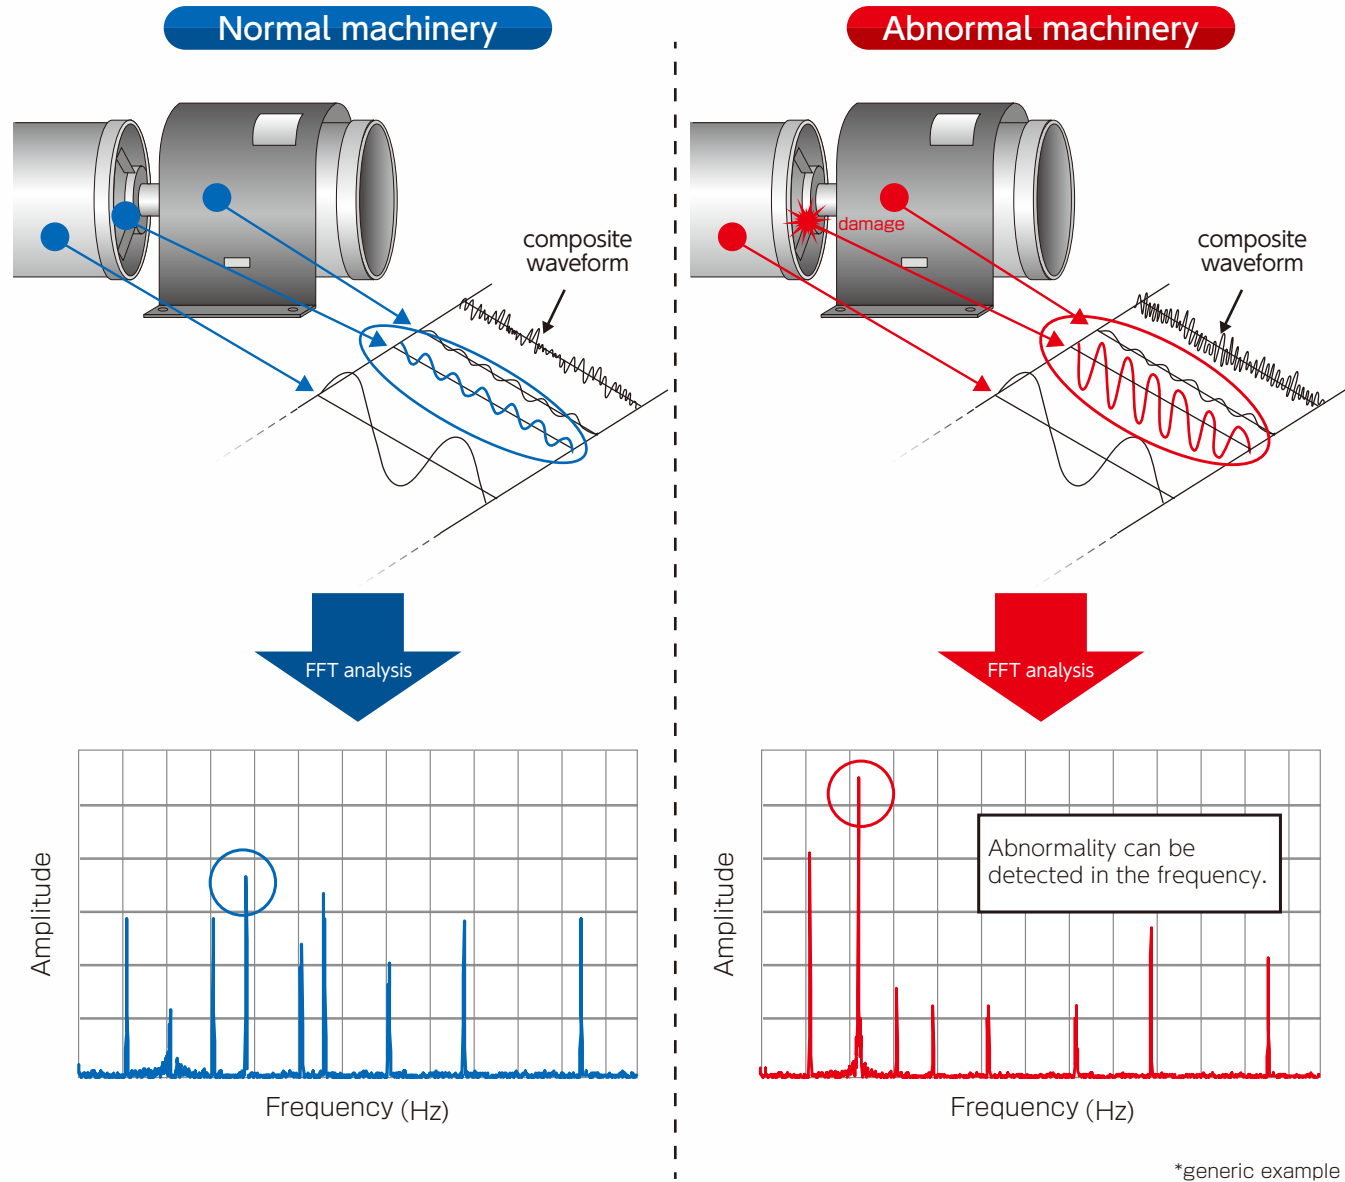 Normal machinery
composite
waveform
FFT analysis
Amplitude
Frequency (Hz)
Abnormal machinery
damage
composite
waveform
FFT analysis
Abnormality can be
detected in the frequency.
Amplitude
Frequency (Hz)
*generic example